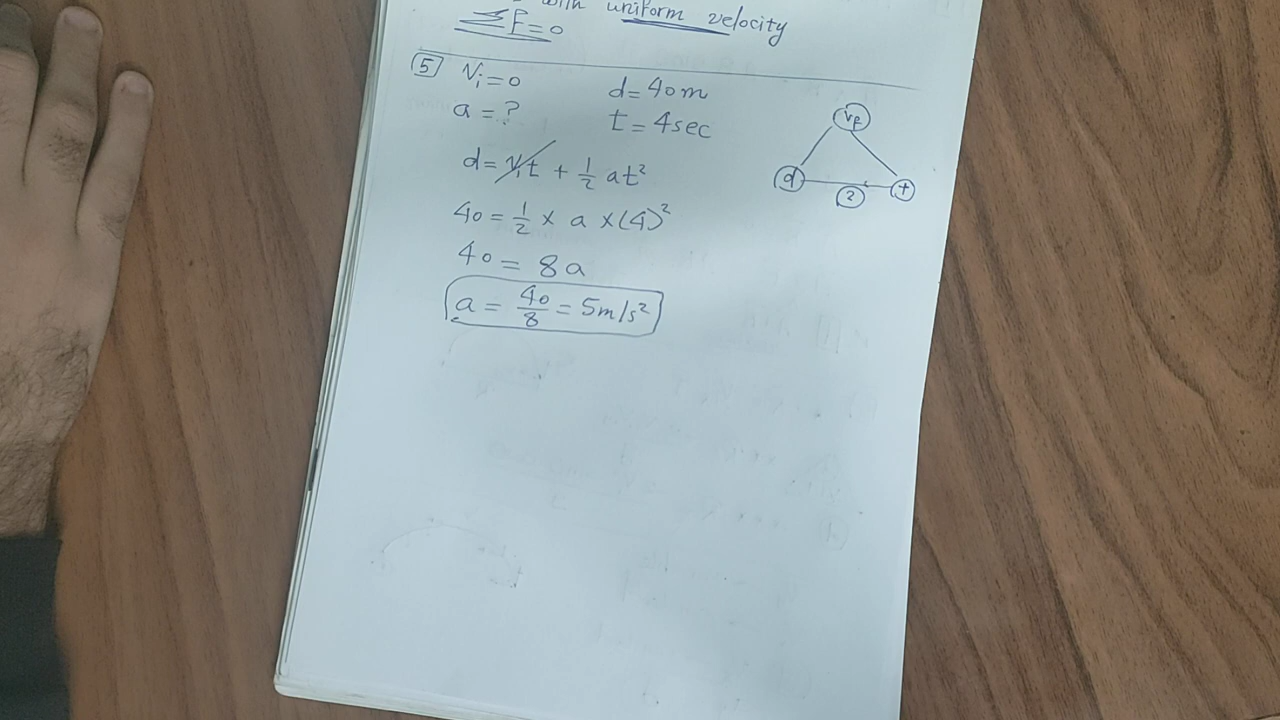 with uniform velocity
ΣF=0
5
Vi=0 d=40m
a=? t=4sec
d=Vit + 1/2 at²
40=1/2 × a ×(4)²
40 = 8a
a = 40/8 = 5m/s²
Vf
d 2 t